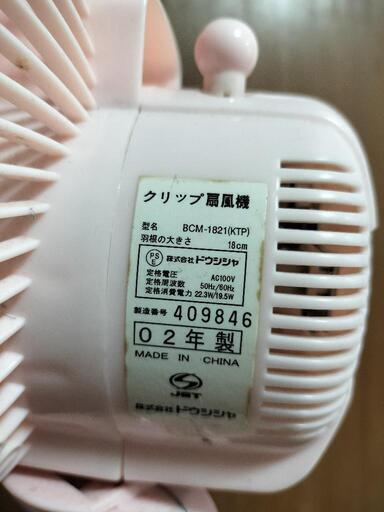 クリップ扇風機
型名 BCM-1821(KTP)
羽根の大きさ 18cm
PS
E 株式会社ドウシシャ
定格電圧 AC100V
定格周波数 50Hz/60Hz
定格消費電力 22.3W/19.5W
製造番号 409846
02年製
MADE IN CHINA
JET
株式会社ドウシシャ